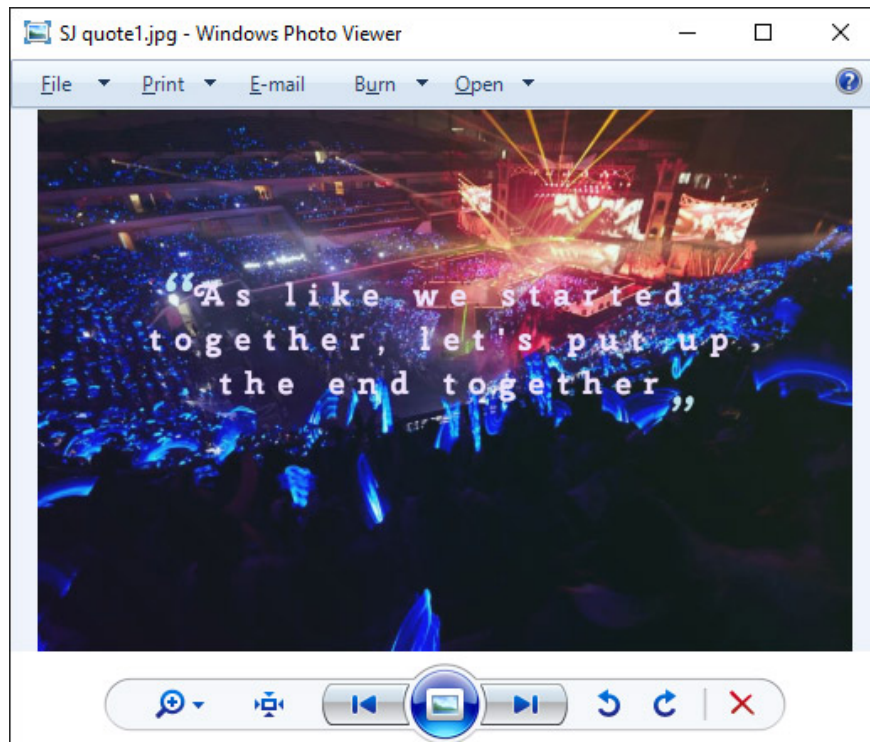 SJ quote1.jpg - Windows Photo Viewer
File Print E-mail Burn Open
“As like we started
together, let's put up,
the end together”